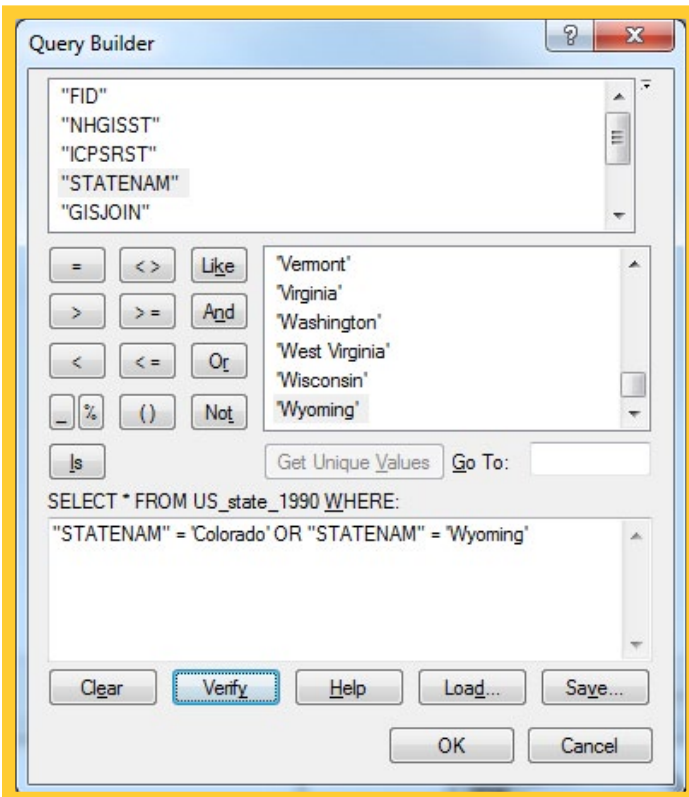 Query Builder
"FID"
"NHGISST"
"ICPSRST"
"STATENAM"
"GISJOIN"
= <> Like
> >= And
< <= Or
_ % () Not
Is
'Vermont'
'Virginia'
'Washington'
'West Virginia'
'Wisconsin'
'Wyoming'
Get Unique Values Go To:
SELECT * FROM US_state_1990 WHERE:
"STATENAM" = 'Colorado' OR "STATENAM" = 'Wyoming'
Clear Verify Help Load... Save...
OK Cancel